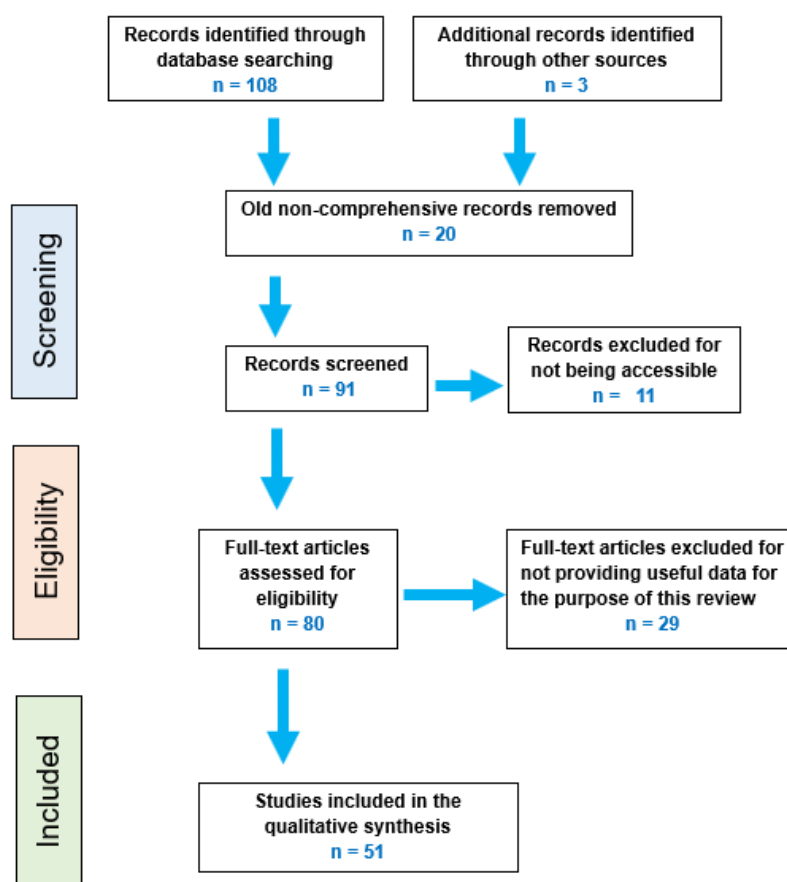 Records identified through
database searching
n = 108
Additional records identified
through other sources
n = 3
Old non-comprehensive records removed
n = 20
Screening
Records screened
n = 91
Records excluded for
not being accessible
n = 11
Eligibility
Full-text articles
assessed for
eligibility
n = 80
Full-text articles excluded for
not providing useful data for
the purpose of this review
n = 29
Included
Studies included in the
qualitative synthesis
n = 51